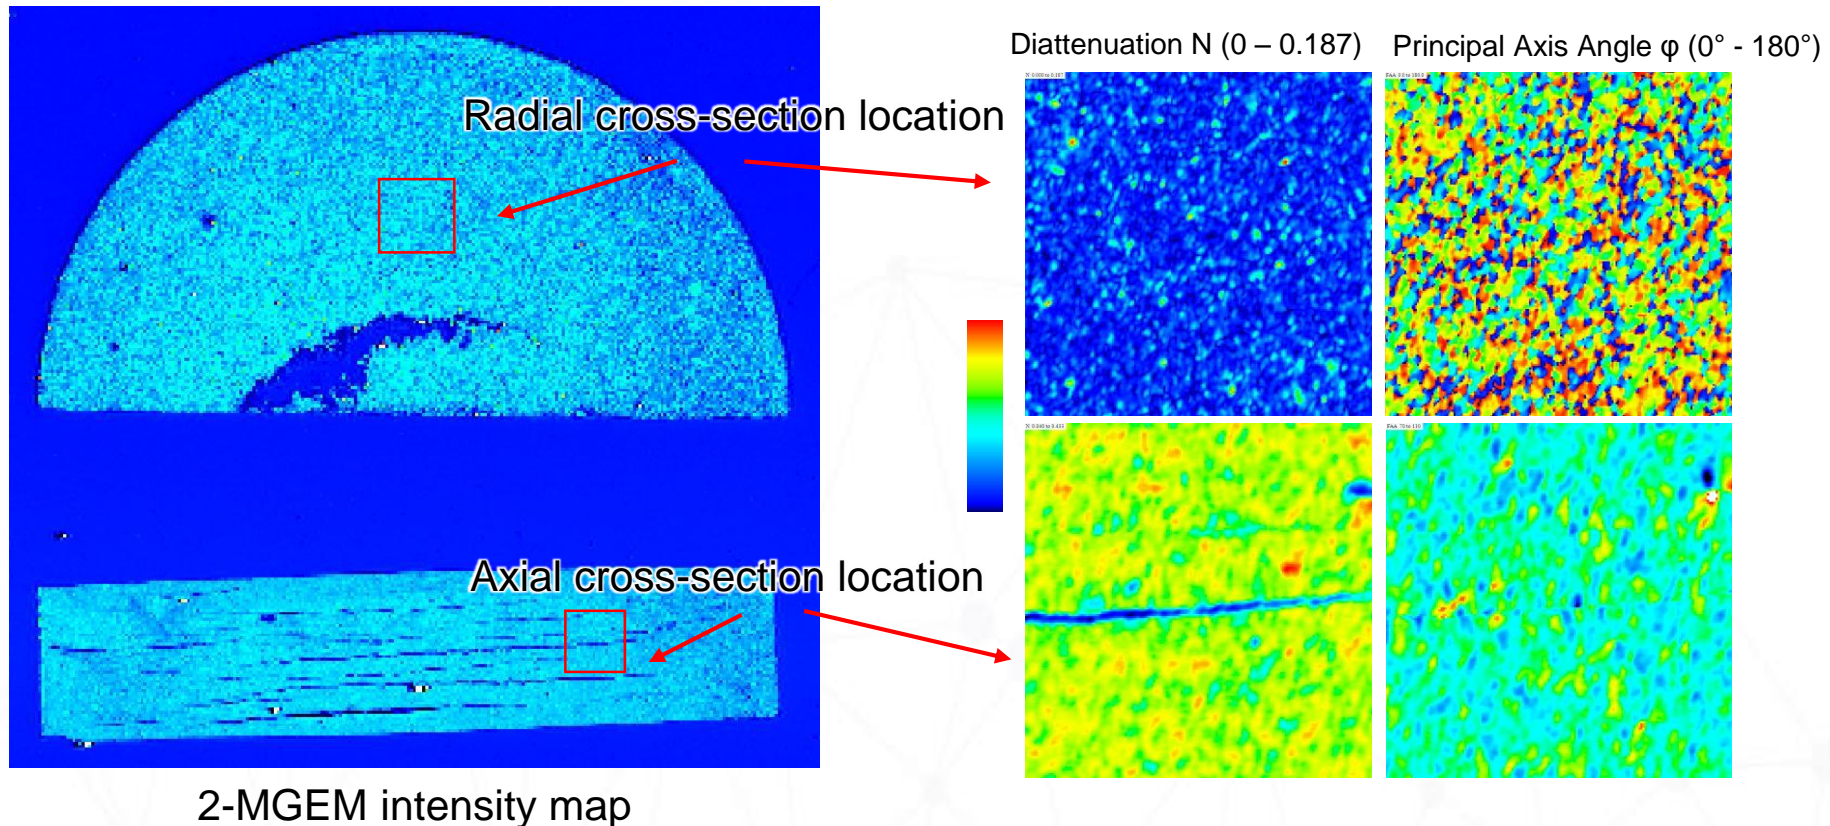 Diattenuation N (0 – 0.187)
Principal Axis Angle φ (0° - 180°)
Radial cross-section location
Axial cross-section location
2-MGEM intensity map